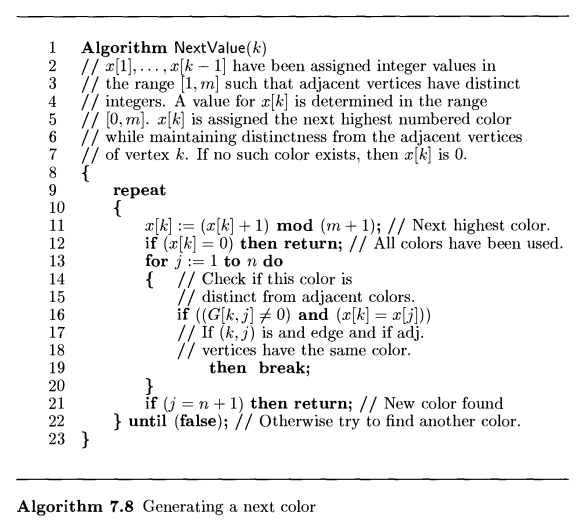 1 Algorithm NextValue(k)
2 // x[1], . . . , x[k − 1] have been assigned integer values in
3 // the range [1, m] such that adjacent vertices have distinct
4 // integers. A value for x[k] is determined in the range
5 // [0, m]. x[k] is assigned the next highest numbered color
6 // while maintaining distinctness from the adjacent vertices
7 // of vertex k. If no such color exists, then x[k] is 0.
8 {
9 repeat
10 {
11 x[k] := (x[k] + 1) mod (m + 1); // Next highest color.
12 if (x[k] = 0) then return; // All colors have been used.
13 for j := 1 to n do
14 { // Check if this color is
15 // distinct from adjacent colors.
16 if ((G[k, j] ≠ 0) and (x[k] = x[j]))
17 // If (k, j) is and edge and if adj.
18 // vertices have the same color.
19 then break;
20 }
21 if (j = n + 1) then return; // New color found
22 } until (false); // Otherwise try to find another color.
23 }
Algorithm 7.8 Generating a next color